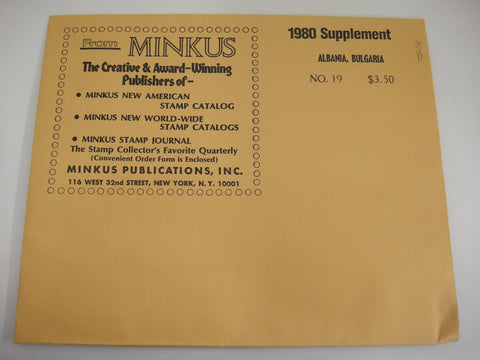 From MINKUS
The Creative & Award-Winning
Publishers of-
• MINKUS NEW AMERICAN
STAMP CATALOG
• MINKUS NEW WORLD-WIDE
STAMP CATALOGS
• MINKUS STAMP JOURNAL
The Stamp Collector's Favorite Quarterly
(Convenient Order Form is Enclosed)
MINKUS PUBLICATIONS, INC.
116 WEST 32nd STREET, NEW YORK, N.Y. 10001
1980 Supplement
ALBANIA, BULGARIA
NO. 19 $3.50